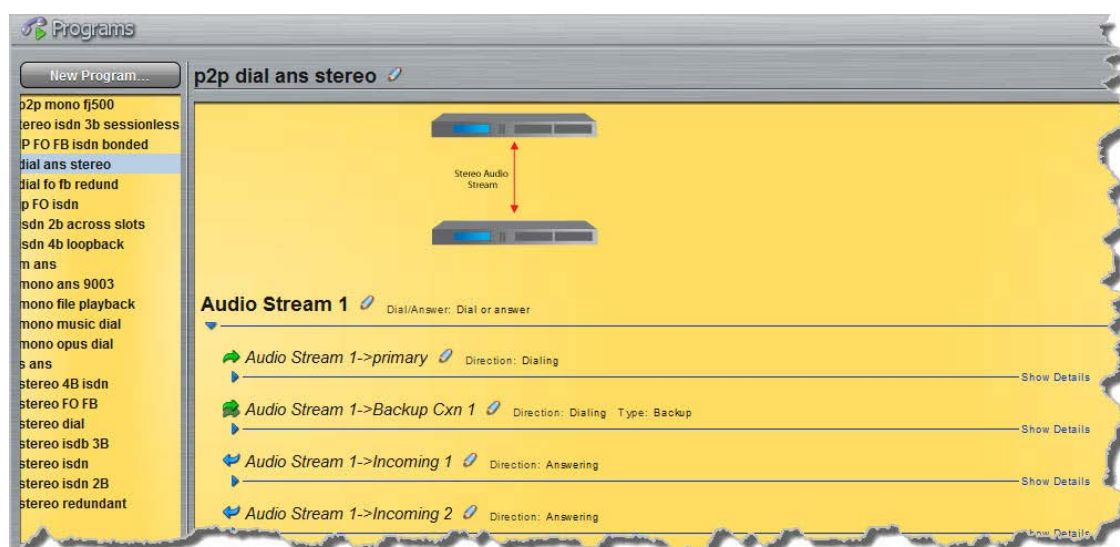 Programs
New Program...
p2p dial ans stereo
p2p mono fj500
tereo isdn 3b sessionless
P FO FB isdn bonded
dial ans stereo
dial fo fb redund
p FO isdn
sdn 2b across slots
sdn 4b loopback
m ans
mono ans 9003
mono file playback
mono music dial
mono opus dial
s ans
stereo 4B isdn
stereo FO FB
stereo dial
stereo isdb 3B
stereo isdn
stereo isdn 2B
stereo redundant
Stereo Audio
Stream
Audio Stream 1 Dial/Answer: Dial or answer
Audio Stream 1->primary Direction: Dialing
Show Details
Audio Stream 1->Backup Cxn 1 Direction: Dialing Type: Backup
Show Details
Audio Stream 1->Incoming 1 Direction: Answering
Show Details
Audio Stream 1->Incoming 2 Direction: Answering
Show Details